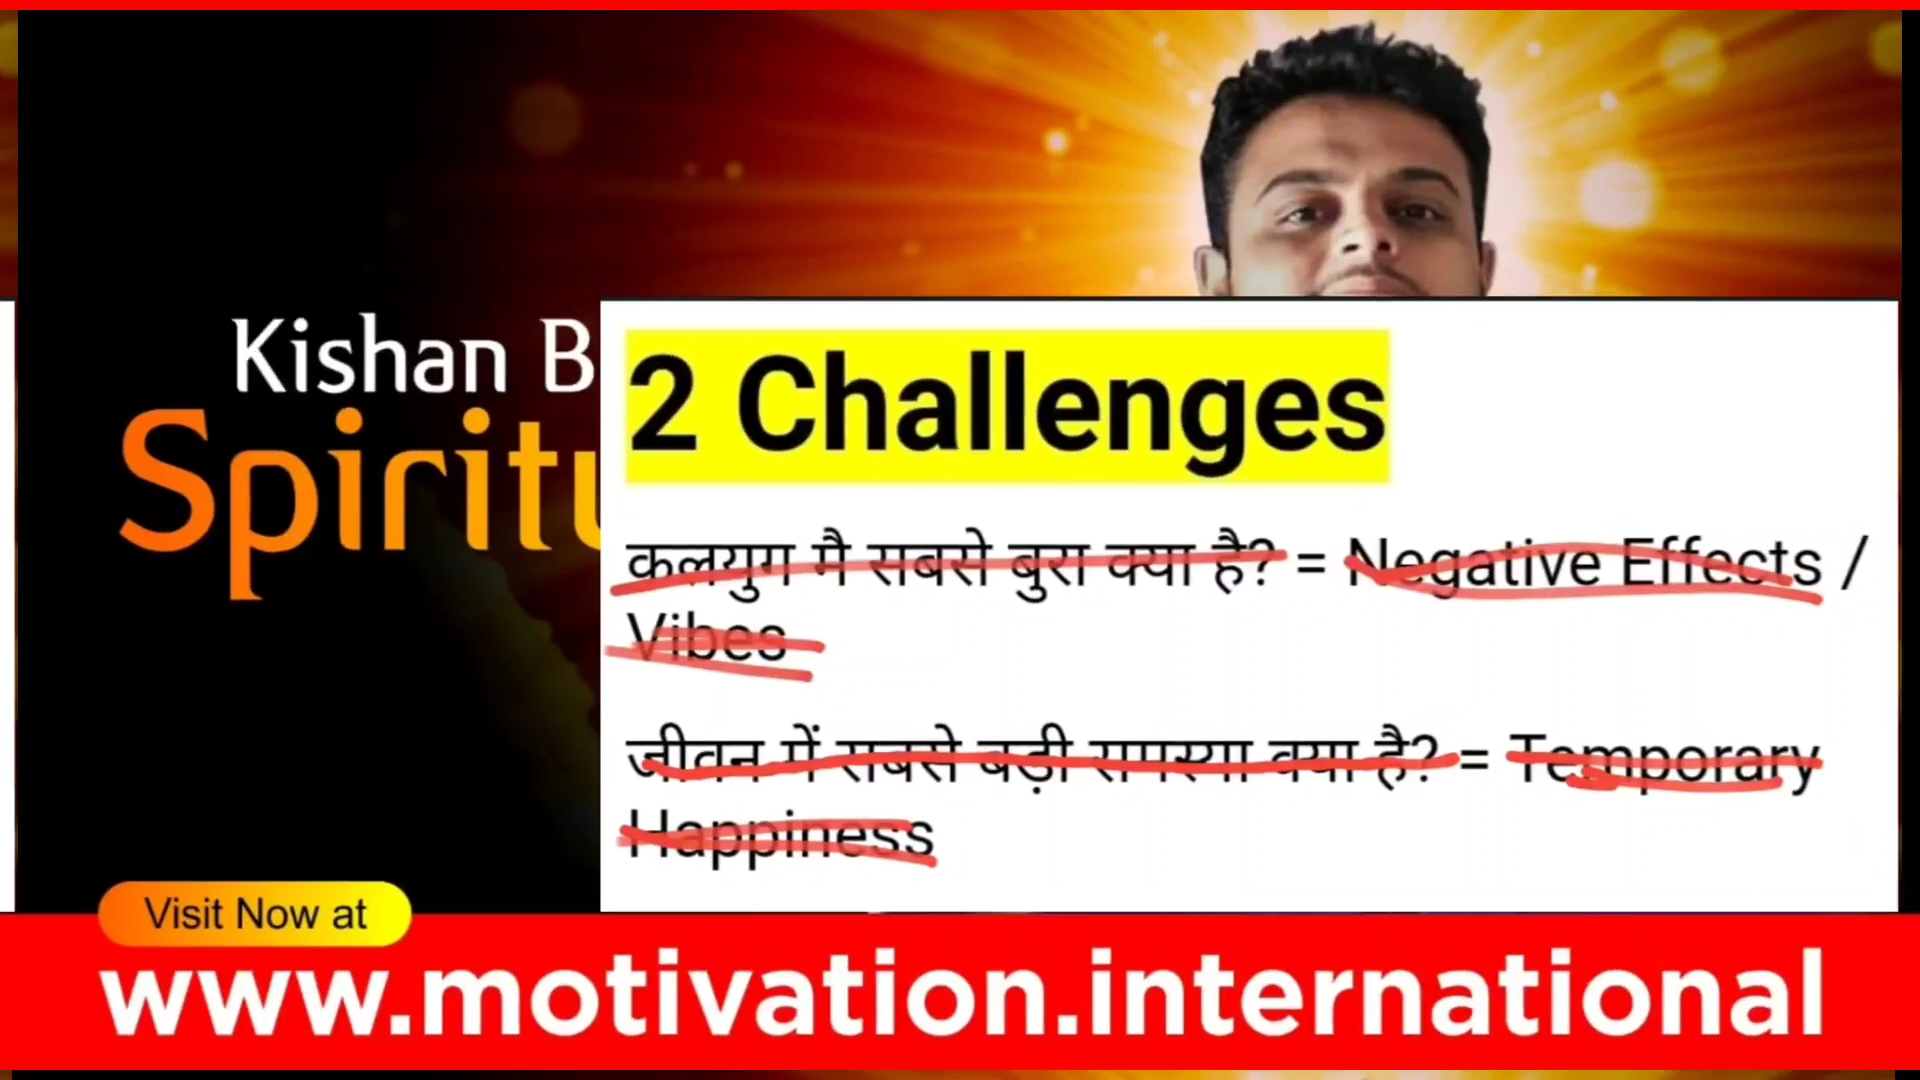 Kishan B
Spiritu
2 Challenges
कलयुग मै सबसे बुरा क्या है? = Negative Effects /
Vibes
जीवन में सबसे बड़ी समस्या क्या है? = Temporary
Happiness
Visit Now at
www.motivation.international